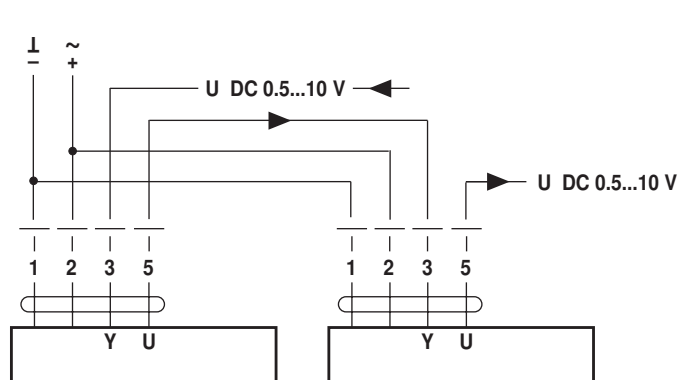 ⊥ ~
– +
U DC 0.5...10 V
U DC 0.5...10 V
1 2 3 5 1 2 3 5
Y U Y U